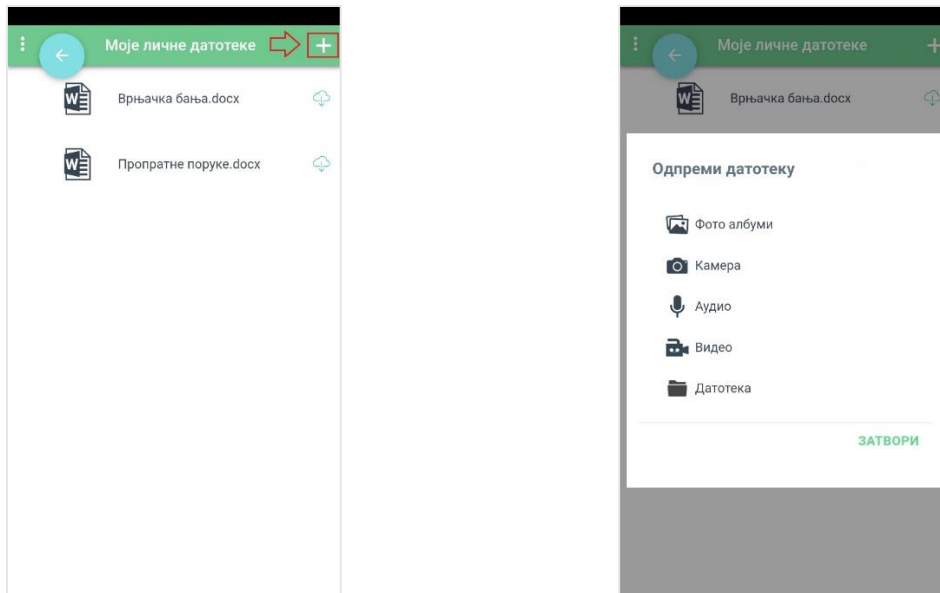 Моје личне датотеке
Врњачка бања.docx
Пропратне поруке.docx
Моје личне датотеке
Врњачка бања.docx
Одпреми датотеку
Фото албуми
Камера
Аудио
Видео
Датотека
ЗАТВОРИ